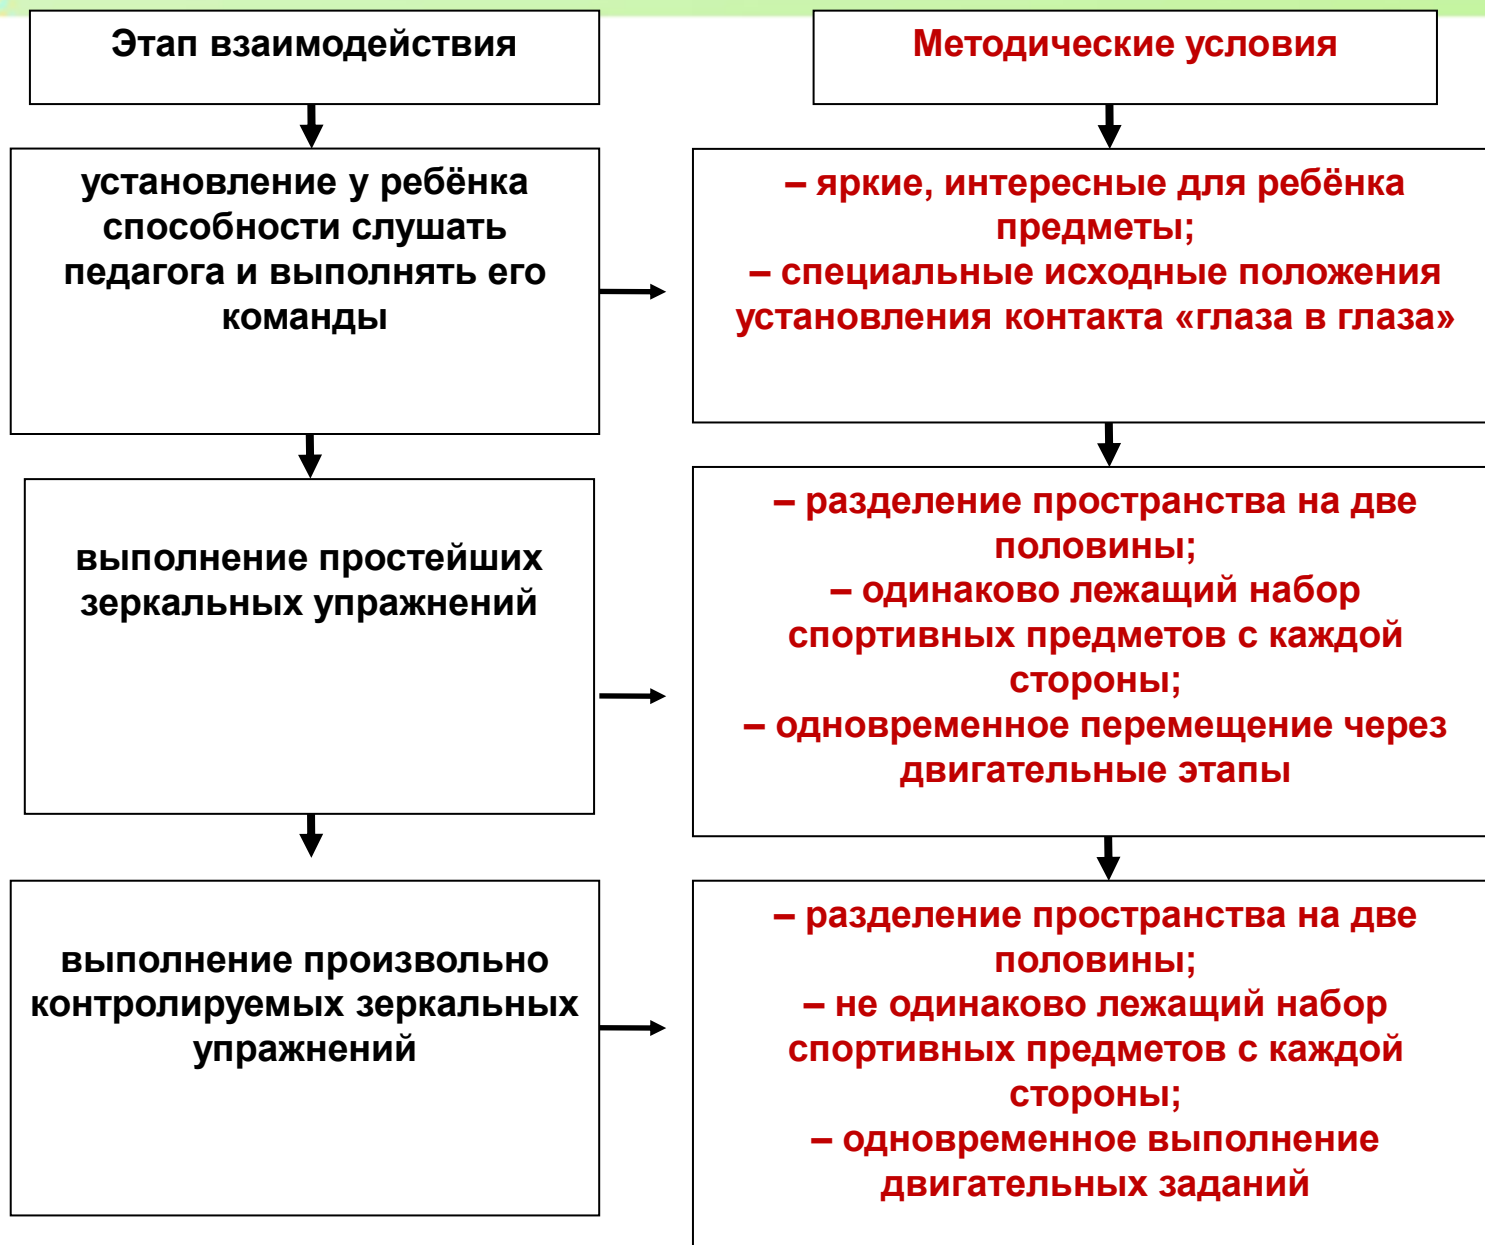 Этап взаимодействия
Методические условия
установление у ребёнка
способности слушать
педагога и выполнять его
команды
– яркие, интересные для ребёнка
предметы;
– специальные исходные положения
установления контакта «глаза в глаза»
выполнение простейших
зеркальных упражнений
– разделение пространства на две
половины;
– одинаково лежащий набор
спортивных предметов с каждой
стороны;
– одновременное перемещение через
двигательные этапы
выполнение произвольно
контролируемых зеркальных
упражнений
– разделение пространства на две
половины;
– не одинаково лежащий набор
спортивных предметов с каждой
стороны;
– одновременное выполнение
двигательных заданий